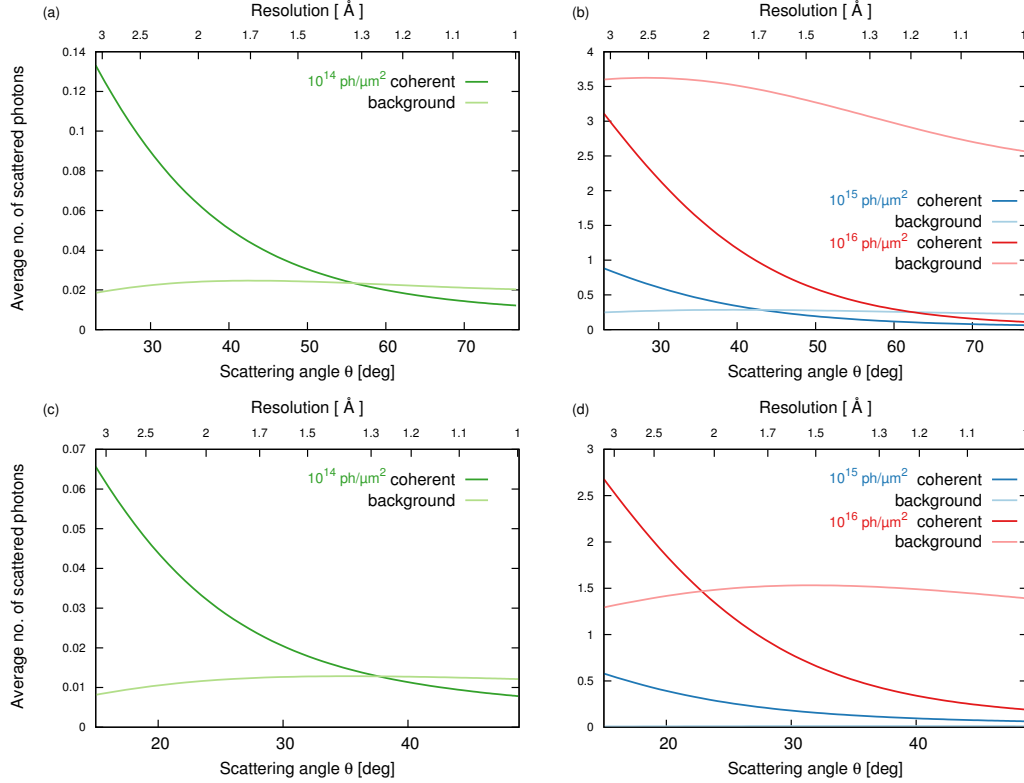 (a)
Resolution [ Å ]
3 2.5 2 1.7 1.5 1.3 1.2 1.1 1
0.14
0.12
0.1
0.08
0.06
0.04
0.02
0
Average no. of scattered photons
10^14 ph/µm^2 coherent
background
30 40 50 60 70
Scattering angle θ [deg]
(b)
Resolution [ Å ]
3 2.5 2 1.5 1.3 1.2 1.1 1
4
3.5
3
2.5
2
1.5
1
0.5
0
10^15 ph/µm^2 coherent
background
10^16 ph/µm^2 coherent
background
30 40 50 60 70
Scattering angle θ [deg]
(c)
Resolution [ Å ]
3 2.5 2 1.7 1.5 1.3 1.2 1.1 1
0.07
0.06
0.05
0.04
0.03
0.02
0.01
0
Average no. of scattered photons
10^14 ph/µm^2 coherent
background
20 30 40
Scattering angle θ [deg]
(d)
Resolution [ Å ]
3 2.5 2 1.7 1.5 1.3 1.2 1.1 1
3
2.5
2
1.5
1
0.5
0
10^15 ph/µm^2 coherent
background
10^16 ph/µm^2 coherent
background
20 30 40
Scattering angle θ [deg]